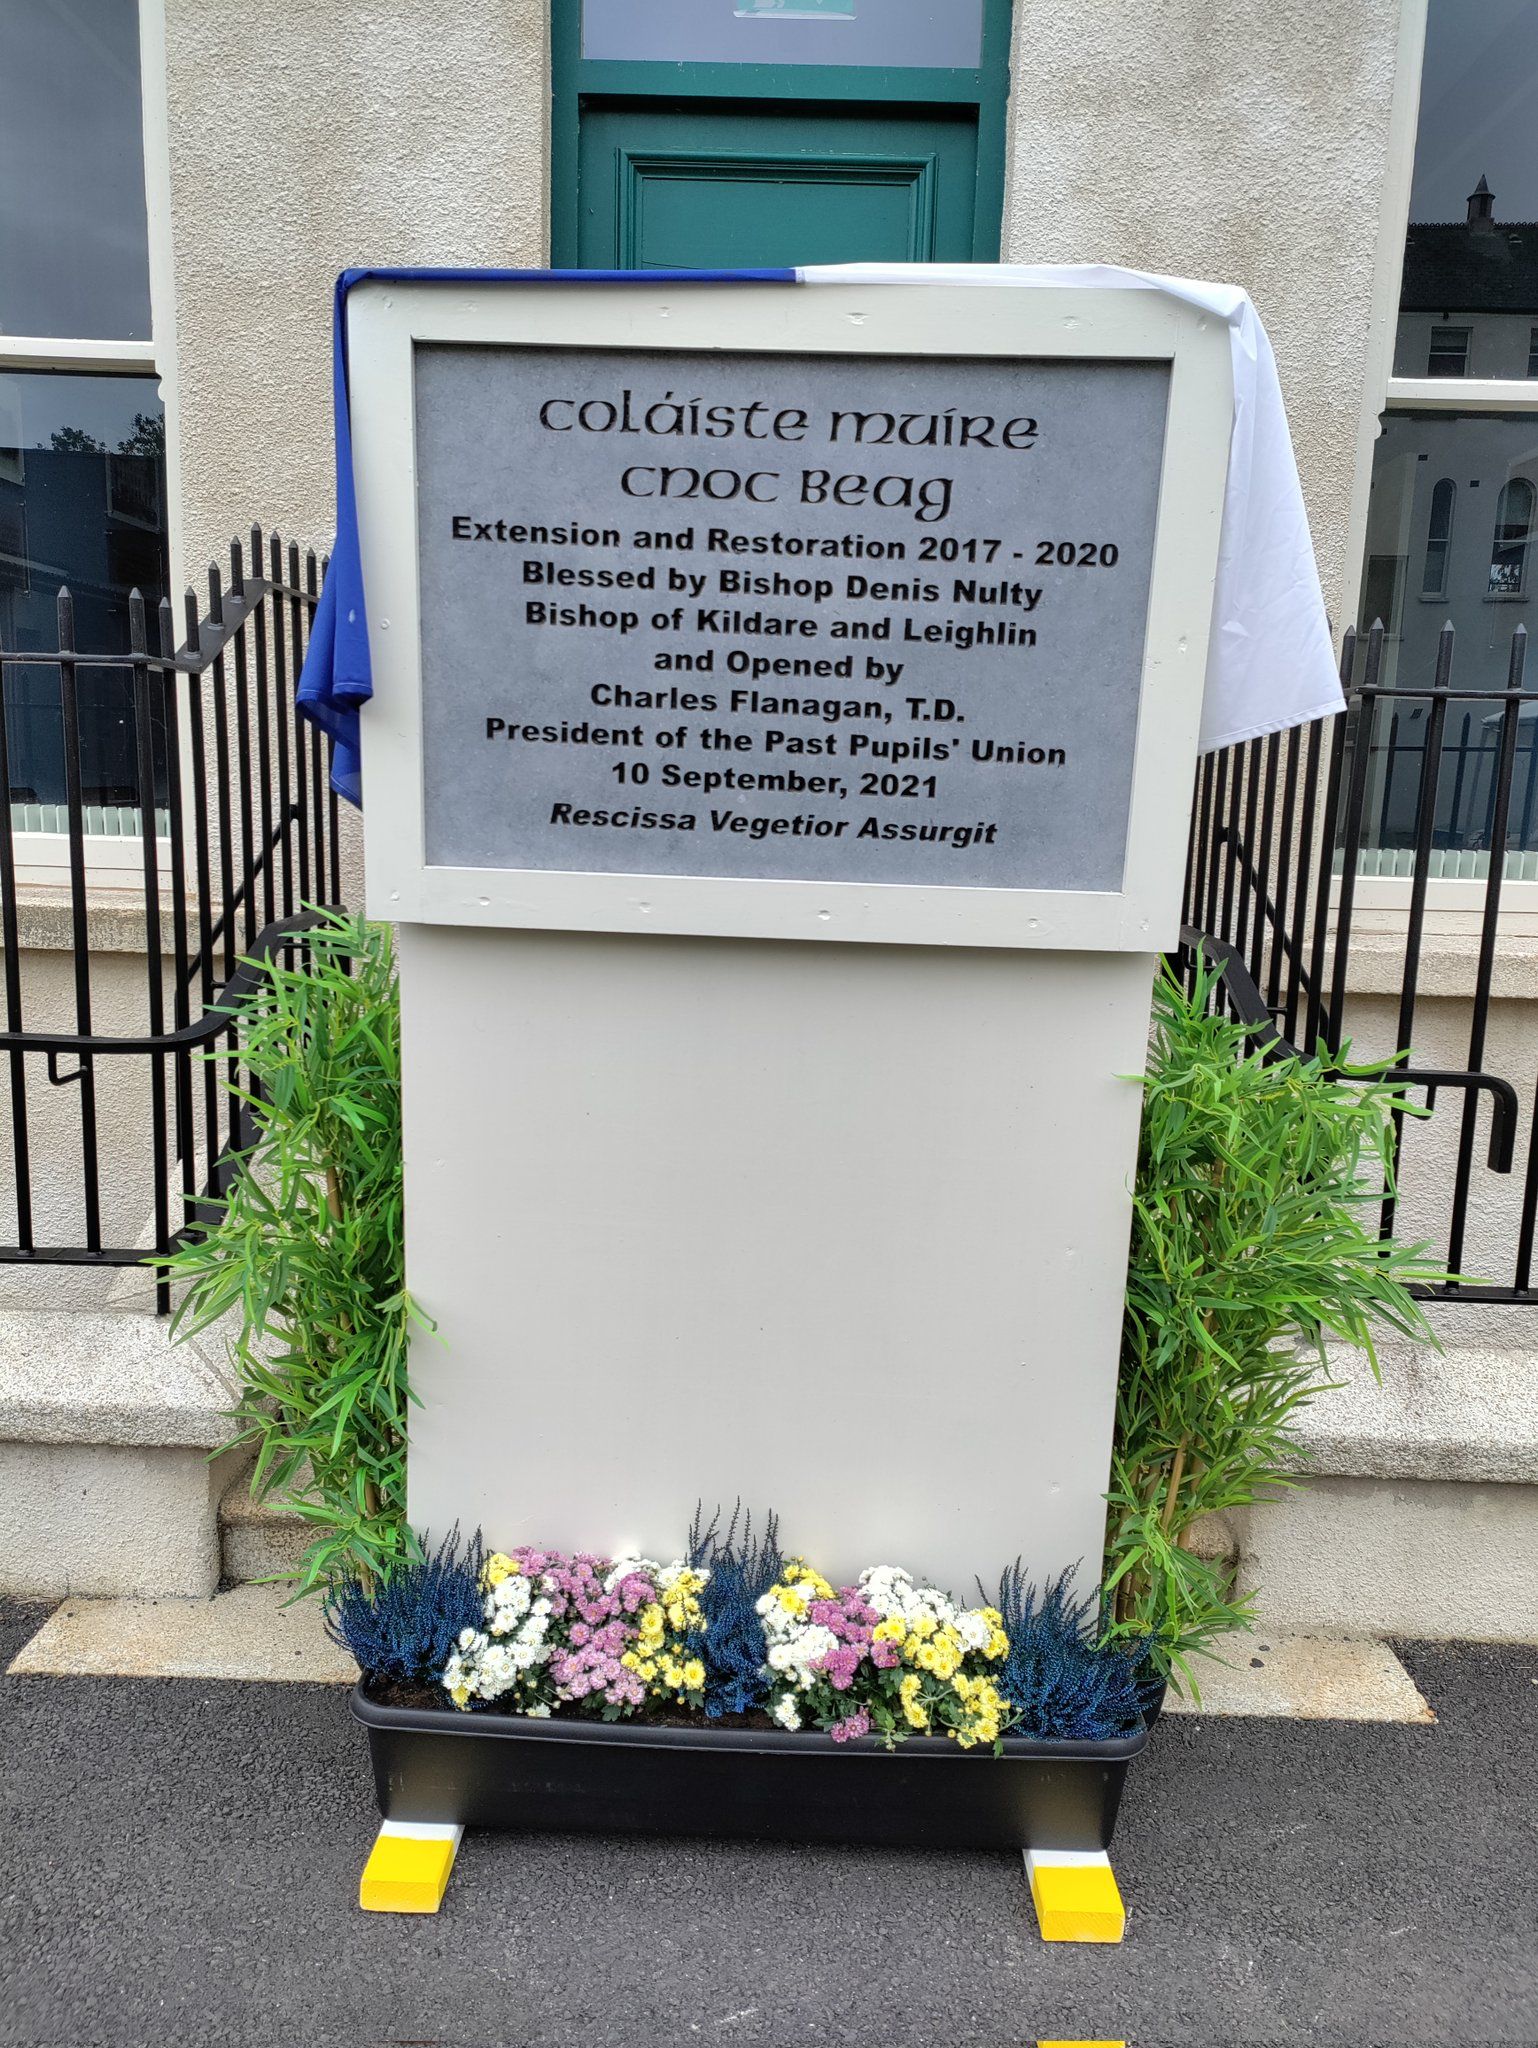 Coláiste Muire
Cnoc Beag
Extension and Restoration 2017 - 2020
Blessed by Bishop Denis Nulty
Bishop of Kildare and Leighlin
and Opened by
Charles Flanagan, T.D.
President of the Past Pupils' Union
10 September, 2021
Rescissa Vegetior Assurgit